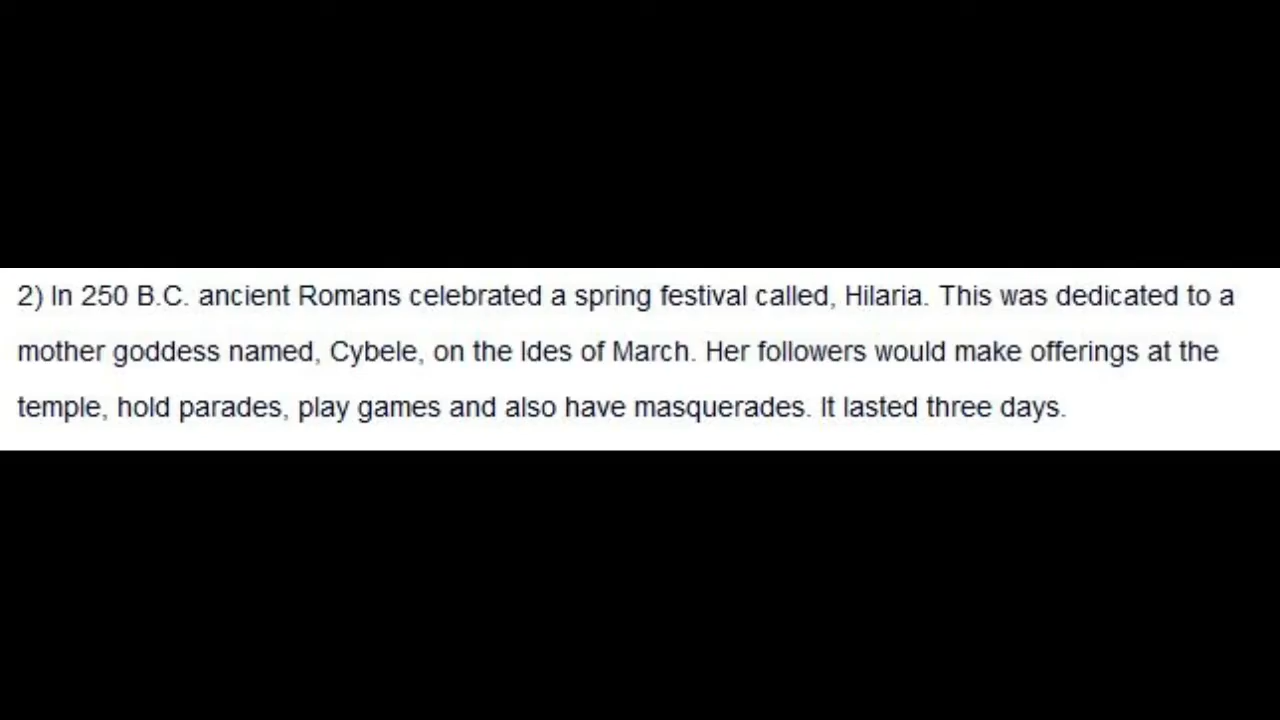 2) In 250 B.C. ancient Romans celebrated a spring festival called, Hilaria. This was dedicated to a
mother goddess named, Cybele, on the Ides of March. Her followers would make offerings at the
temple, hold parades, play games and also have masquerades. It lasted three days.